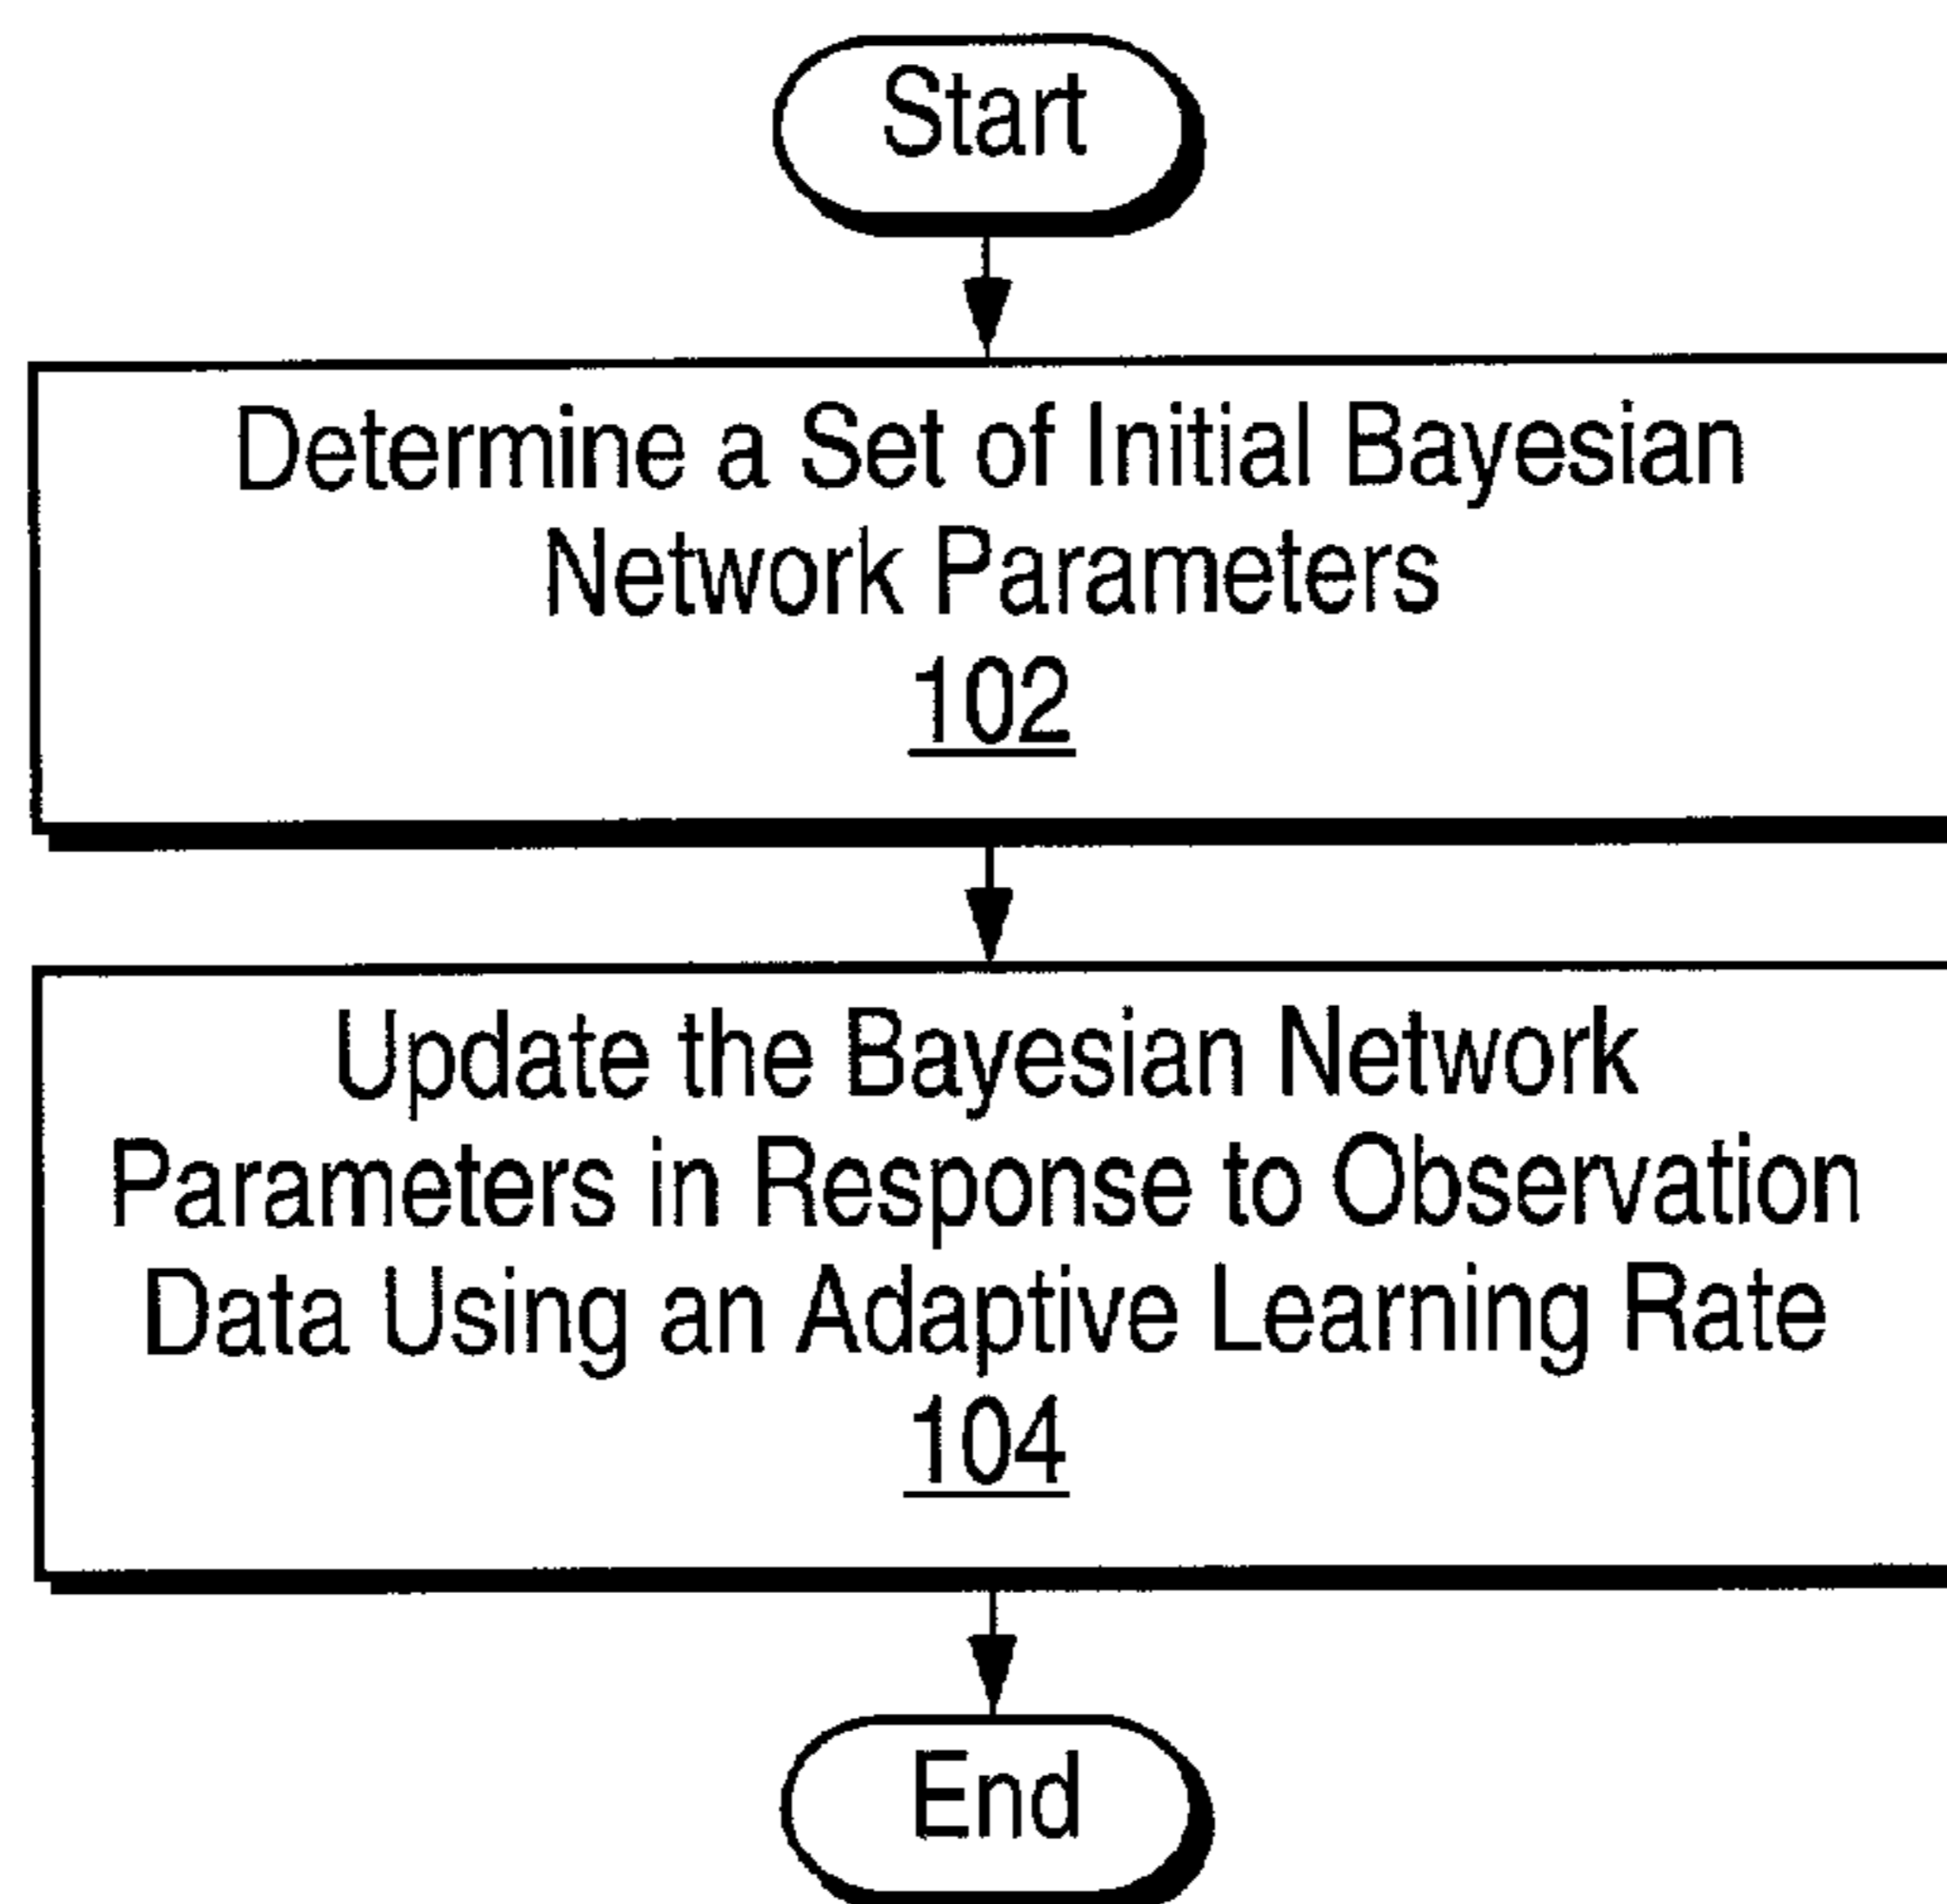 Start
Determine a Set of Initial Bayesian
Network Parameters
102
Update the Bayesian Network
Parameters in Response to Observation
Data Using an Adaptive Learning Rate
104
End